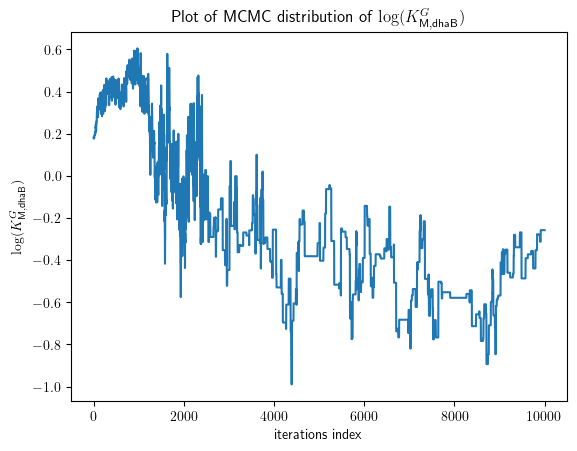 Plot of MCMC distribution of log(K^G_M,dhaB)
0.6
0.4
0.2
0.0
−0.2
−0.4
−0.6
−0.8
−1.0
log(K^G_M,dhaB)
0 2000 4000 6000 8000 10000
iterations index